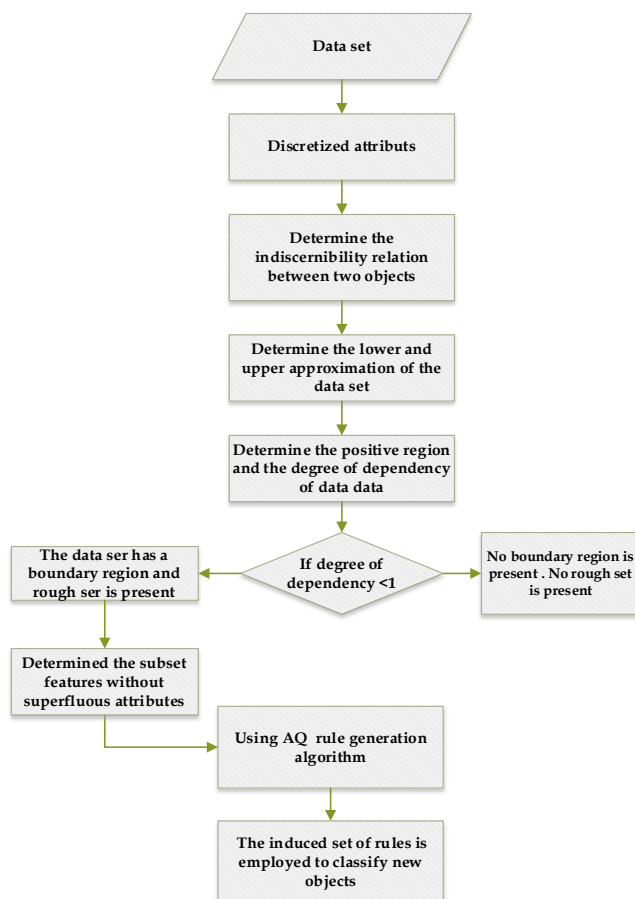 Data set
Discretized attributs
Determine the
indiscernibility relation
between two objects
Determine the lower and
upper approximation of the
data set
Determine the positive region
and the degree of dependency
of data data
If degree of
dependency <1
The data ser has a
boundary region and
rough ser is present
No boundary region is
present . No rough set
is present
Determined the subset
features without
superfluous attributes
Using AQ rule generation
algorithm
The induced set of rules is
employed to classify new
objects